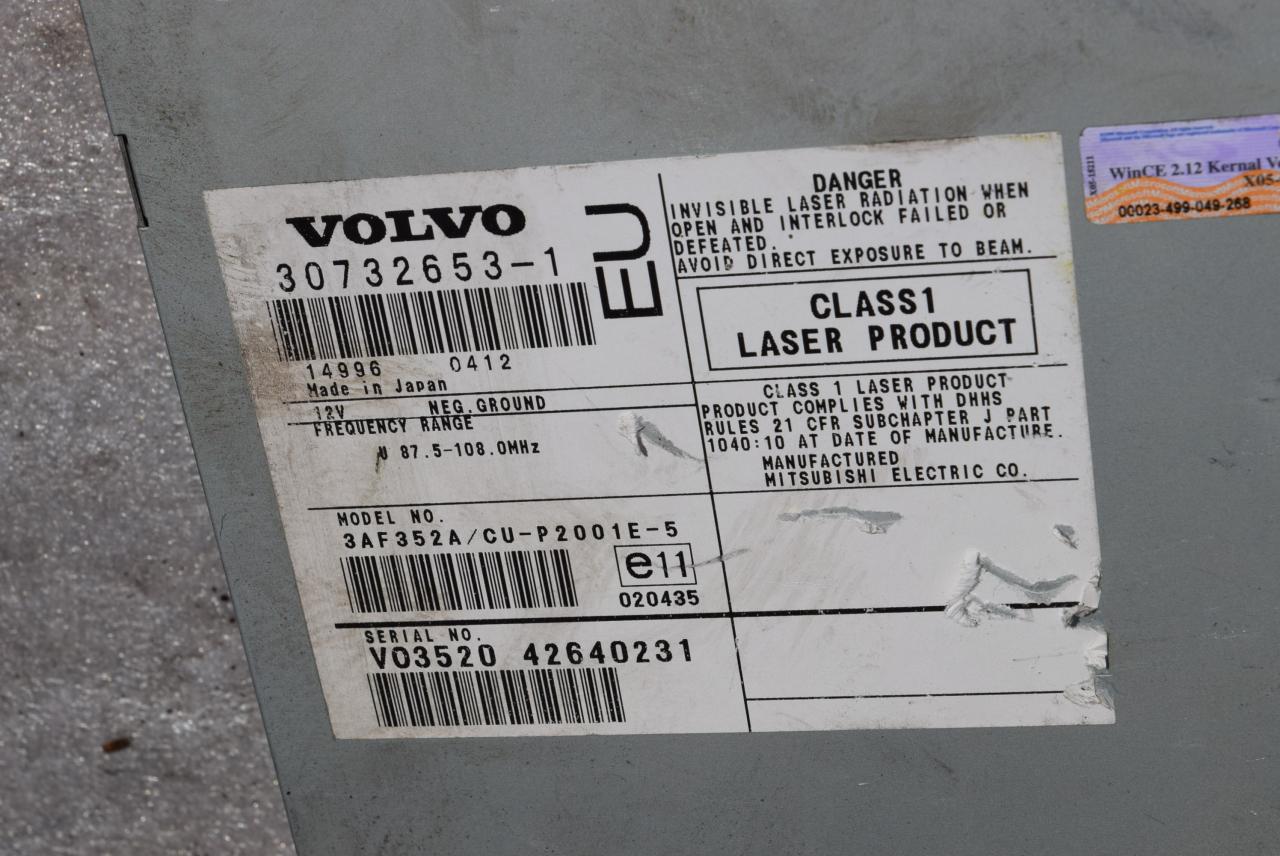 VOLVO
30732653-1
EU
14996 0412
Made in Japan
12V NEG.GROUND
FREQUENCY RANGE
U 87.5-108.0MHz
MODEL NO.
3AF352A/CU-P2001E-5
e11
020435
SERIAL NO.
VO3520 42640231
DANGER
INVISIBLE LASER RADIATION WHEN
OPEN AND INTERLOCK FAILED OR
DEFEATED.
AVOID DIRECT EXPOSURE TO BEAM.
CLASS1
LASER PRODUCT
CLASS 1 LASER PRODUCT
PRODUCT COMPLIES WITH DHHS
RULES 21 CFR SUBCHAPTER J PART
1040:10 AT DATE OF MANUFACTURE.
MANUFACTURED
MITSUBISHI ELECTRIC CO.
WinCE 2.12 Kernal
X05-
00023-499-049-268